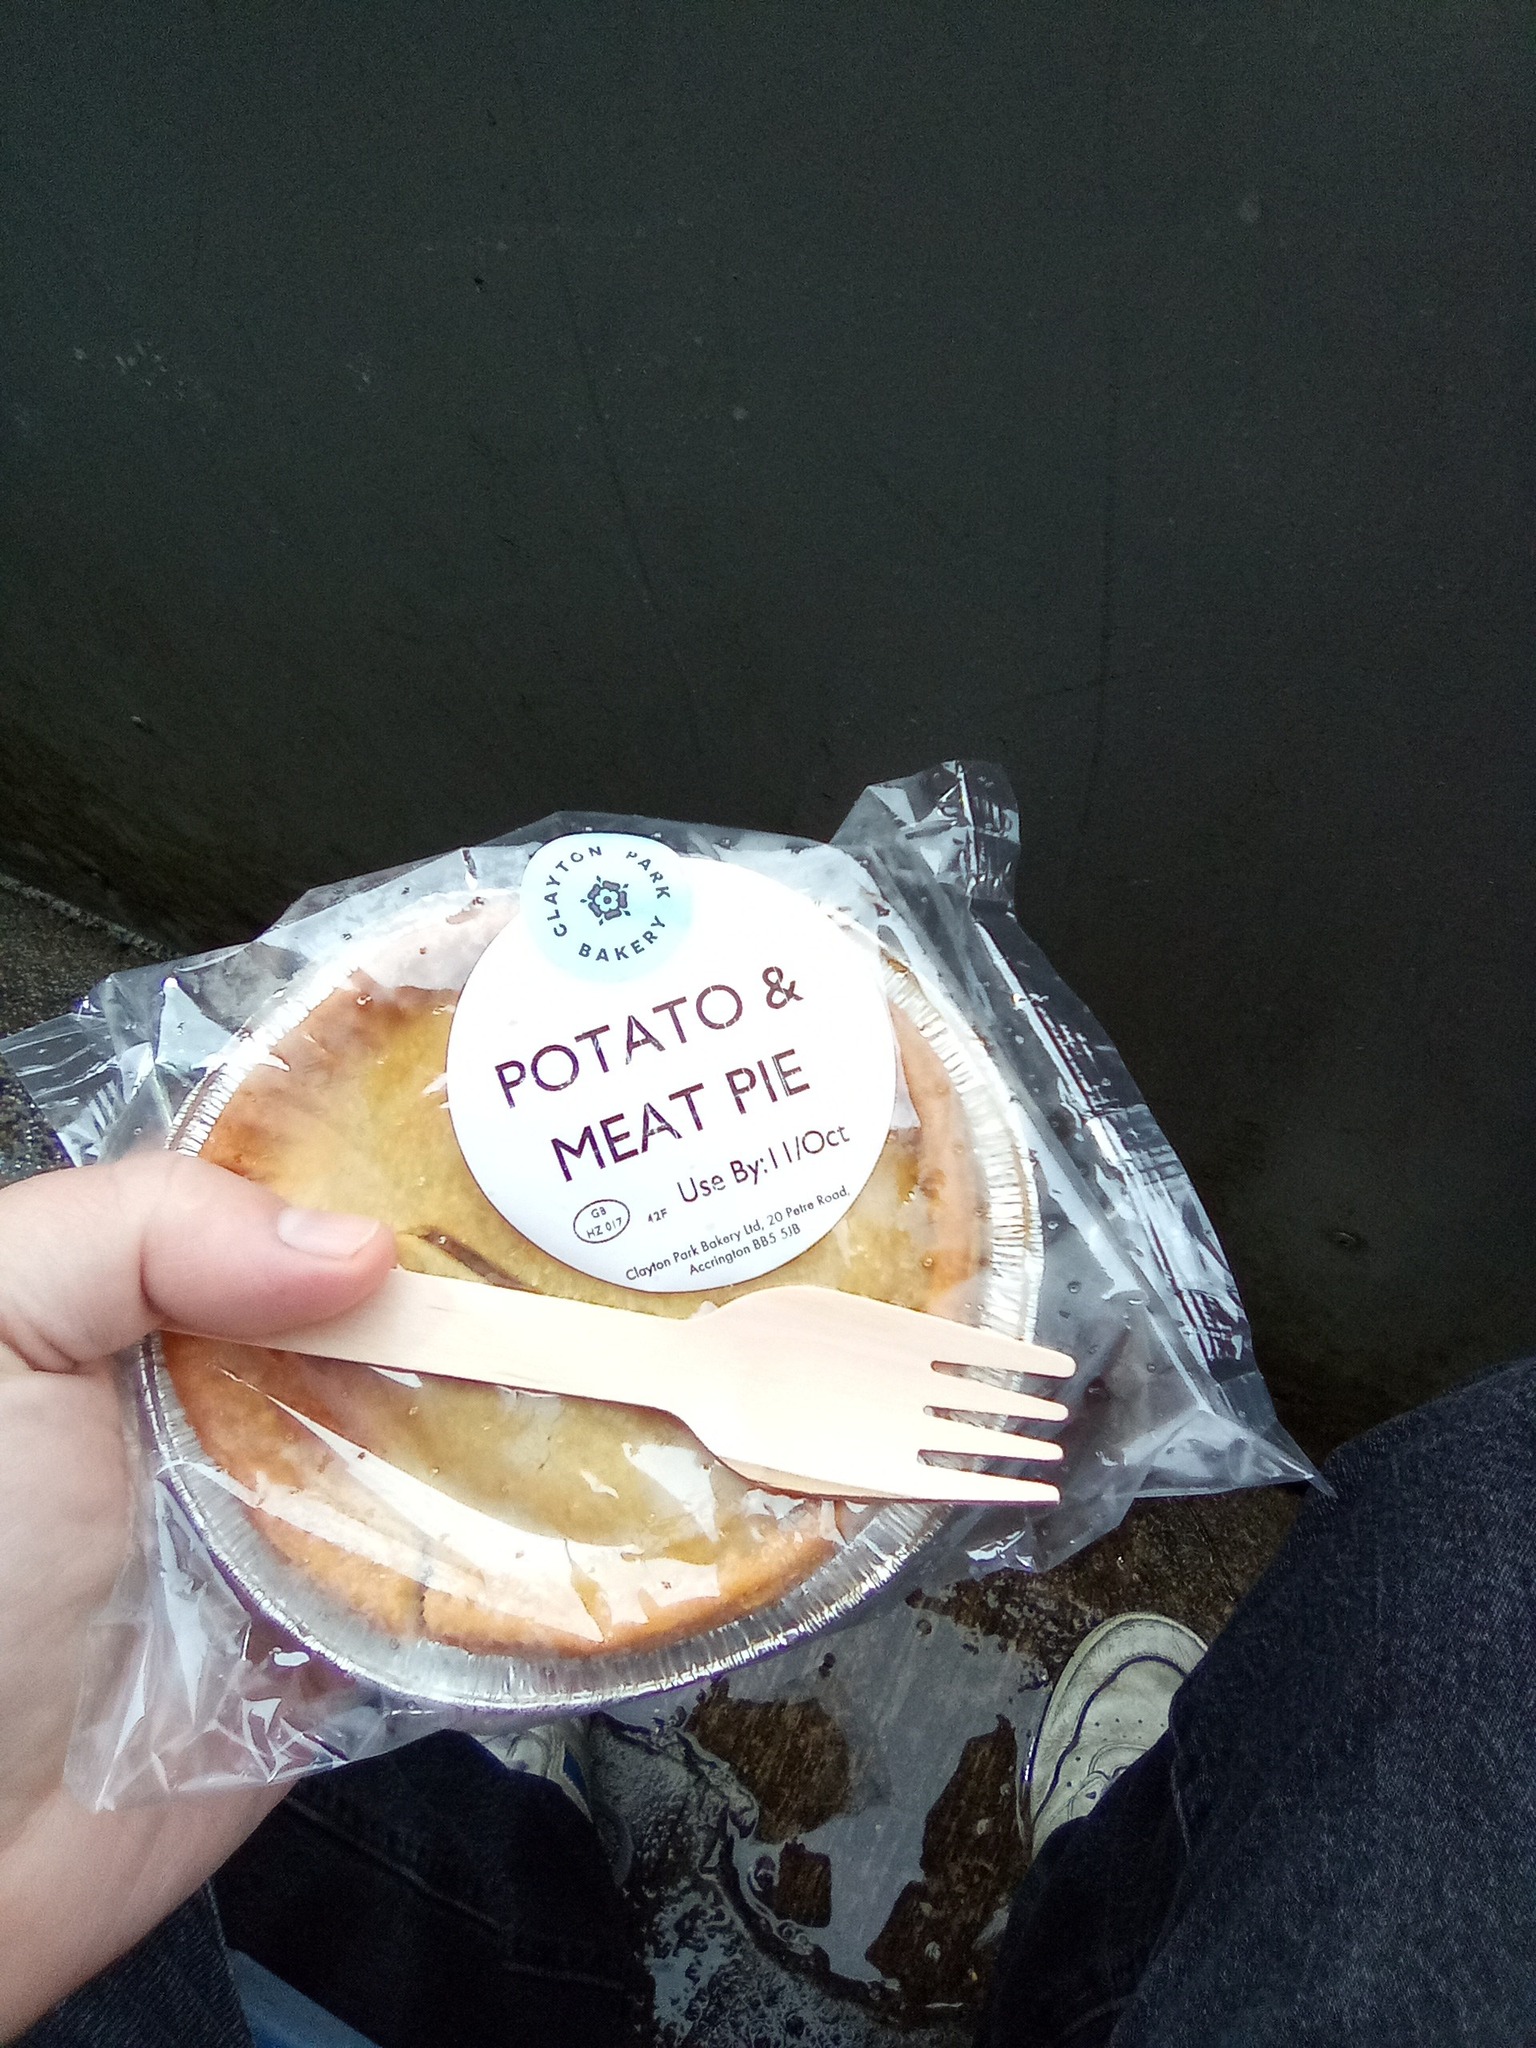 CLAYTON PARK BAKERY
POTATO &
MEAT PIE
Use By: 11/Oct
GB
HZ 017
42F
Clayton Park Bakery Ltd, 20 Petre Road,
Accrington BB5 5JB